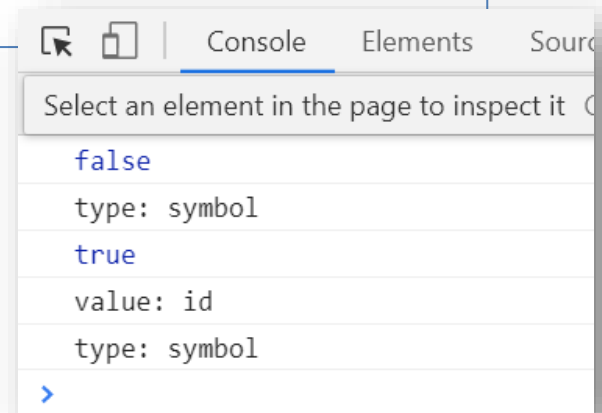 Console Elements Sourc
Select an element in the page to inspect it
false
type: symbol
true
value: id
type: symbol